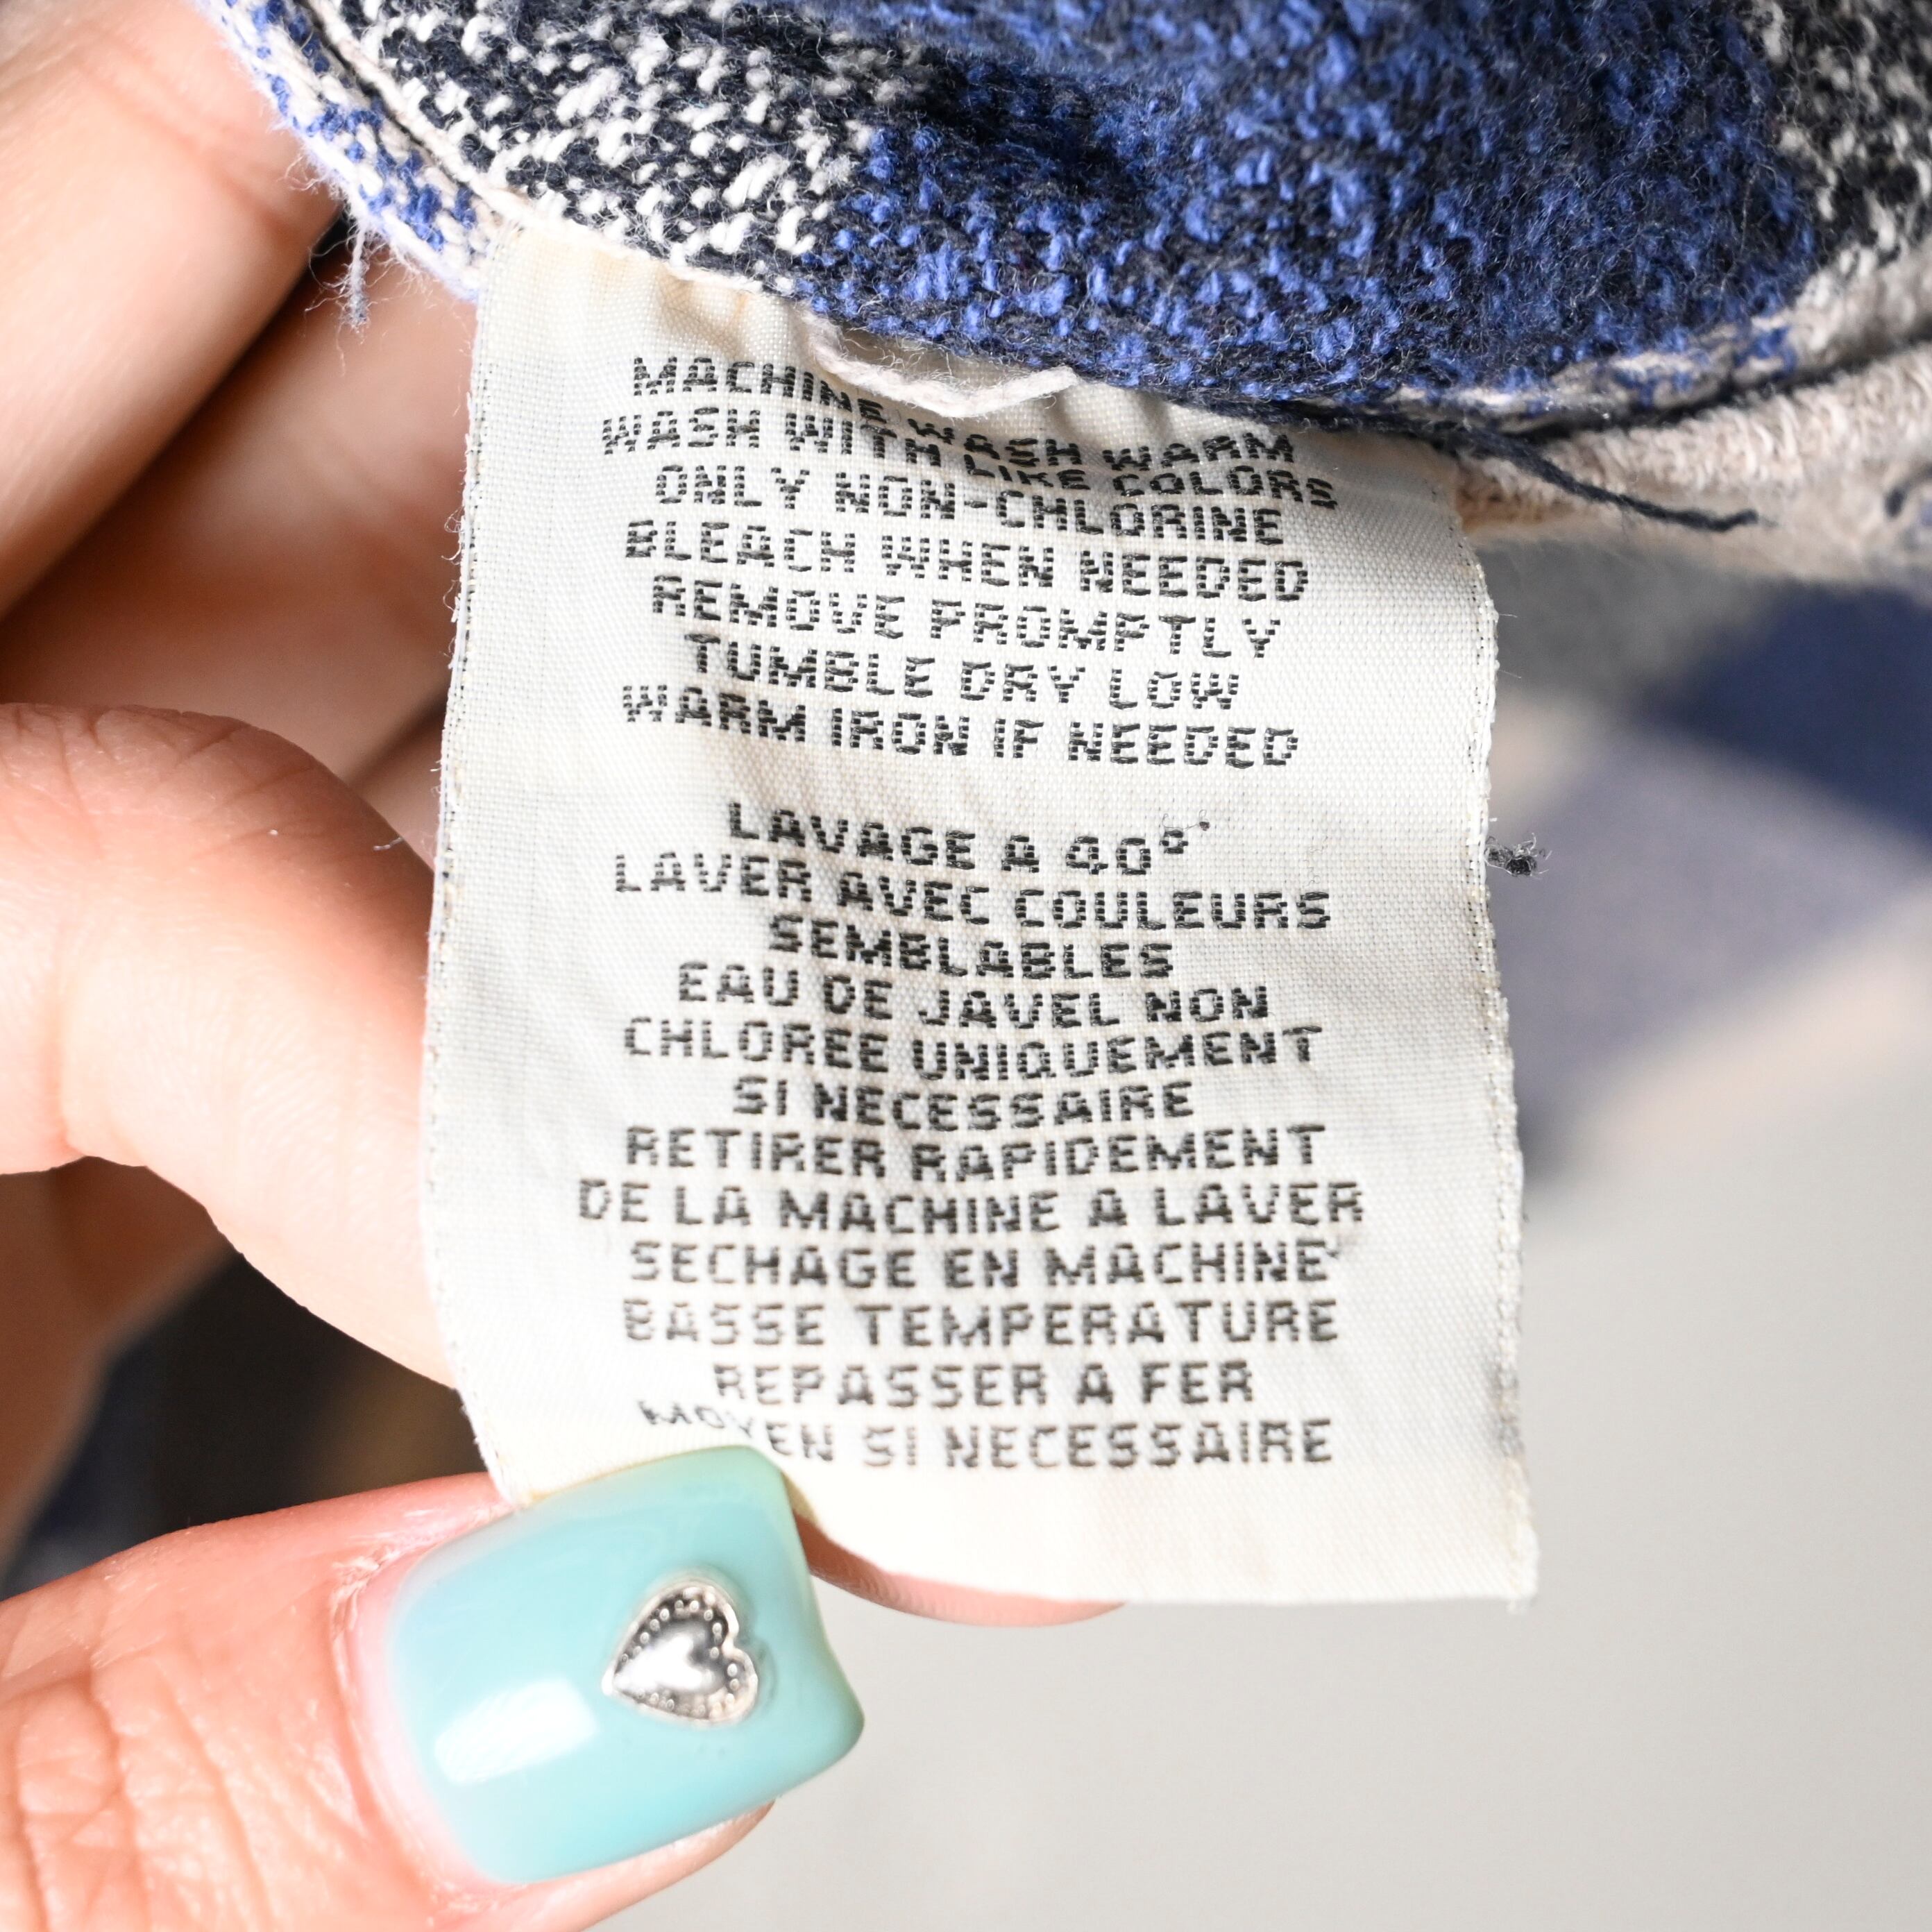 MACHINE WASH WARM
WASH WITH LIKE COLORS
ONLY NON-CHLORINE
BLEACH WHEN NEEDED
REMOVE PROMPTLY
TUMBLE DRY LOW
WARM IRON IF NEEDED
LAVAGE A 40°
LAVER AVEC COULEURS
SEMBLABLES
EAU DE JAVEL NON
CHLOREE UNIQUEMENT
SI NECESSAIRE
RETIRER RAPIDEMENT
DE LA MACHINE A LAVER
SECHAGE EN MACHINE
BASSE TEMPERATURE
REPASSER A FER
MOYEN SI NECESSAIRE